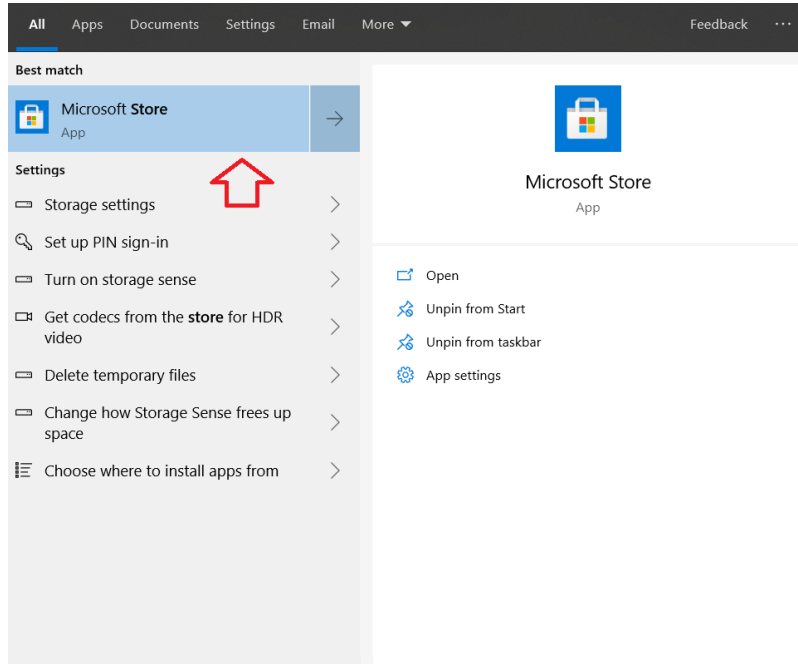 All Apps Documents Settings Email More Feedback ···
Best match
Microsoft Store
App
Settings
Storage settings
Set up PIN sign-in
Turn on storage sense
Get codecs from the store for HDR
video
Delete temporary files
Change how Storage Sense frees up
space
Choose where to install apps from
Microsoft Store
App
Open
Unpin from Start
Unpin from taskbar
App settings